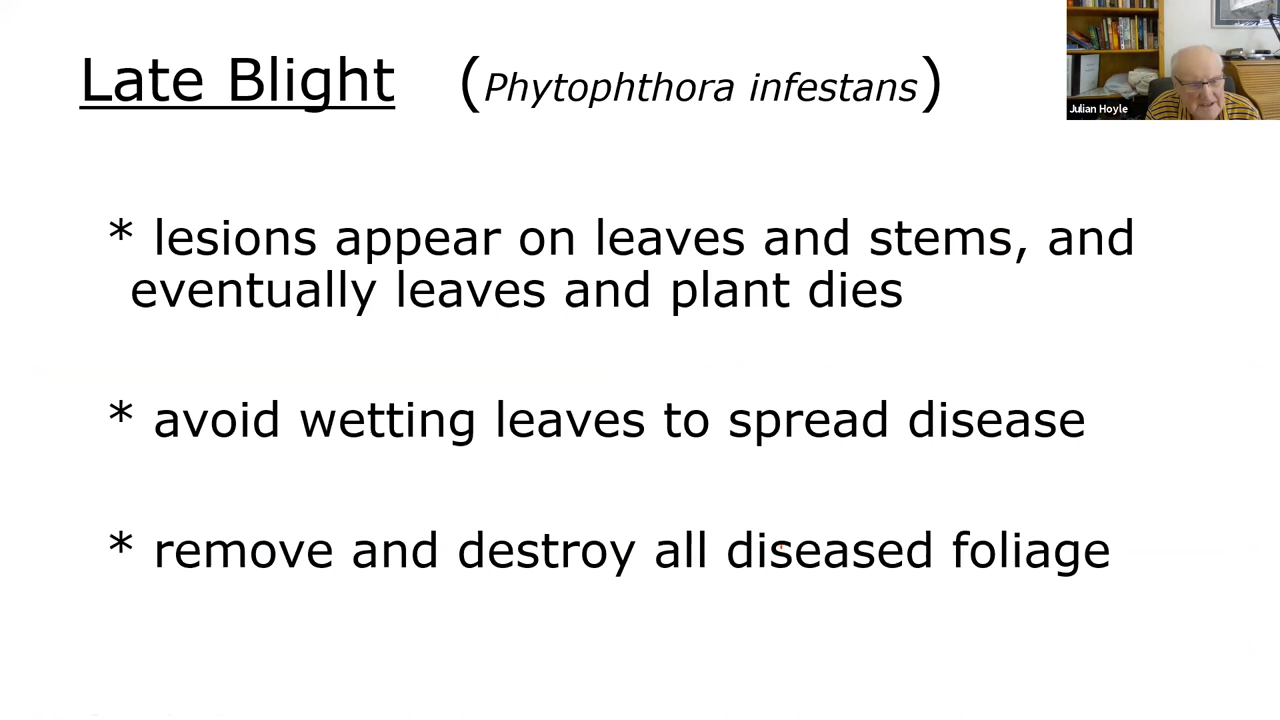 Late Blight (Phytophthora infestans)
Julian Hoyle
* lesions appear on leaves and stems, and
eventually leaves and plant dies
* avoid wetting leaves to spread disease
* remove and destroy all diseased foliage